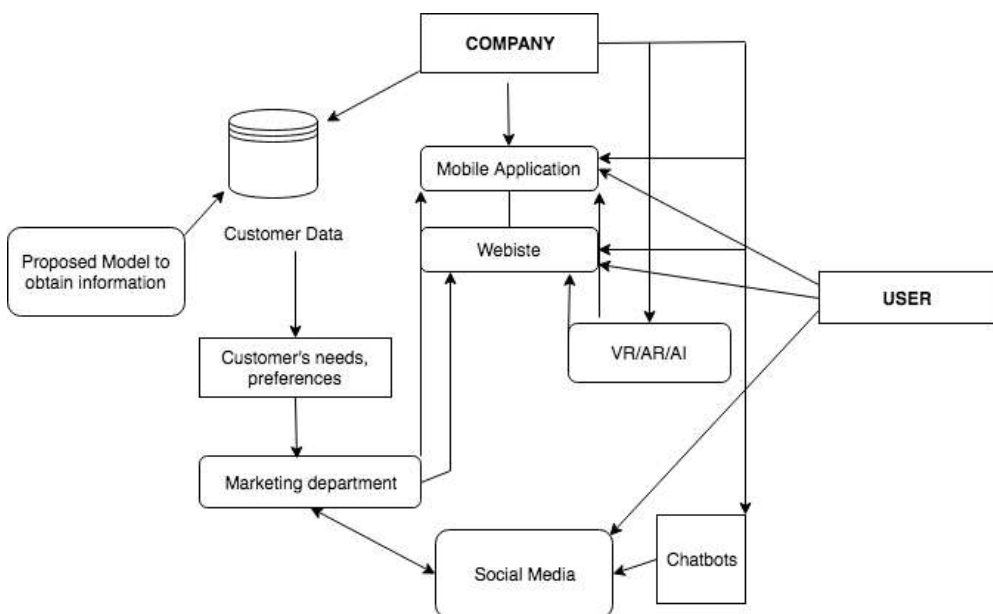 COMPANY
Mobile Application
Customer Data
Webiste
Proposed Model to
obtain information
USER
VR/AR/AI
Customer's needs,
preferences
Marketing department
Chatbots
Social Media